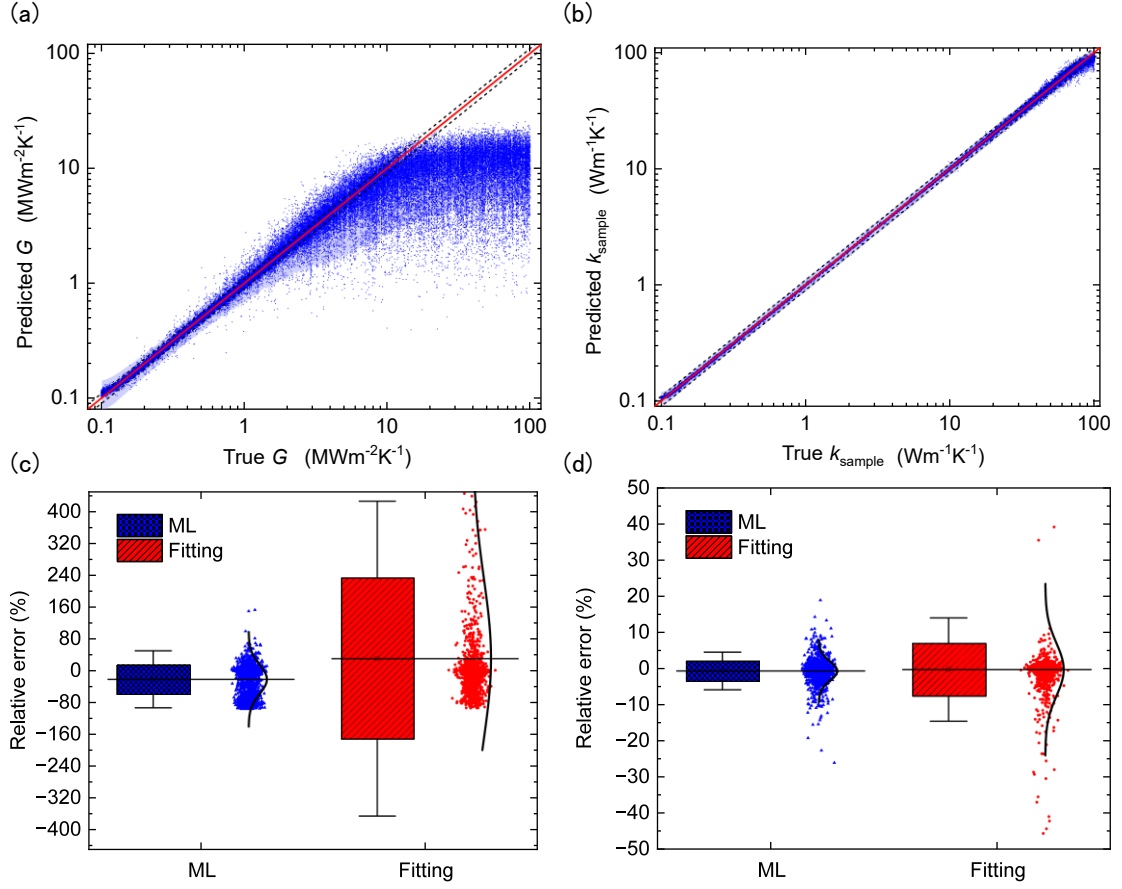 (a)
100
10
1
0.1
Predicted G (MWm-2K-1)
0.1
1
10
100
True G (MWm-2K-1)
(b)
100
10
1
0.1
Predicted ksample (Wm-1K-1)
0.1
1
10
100
True ksample (Wm-1K-1)
(c)
400
320
240
160
80
0
−80
−160
−240
−320
−400
Relative error (%)
ML
Fitting
ML
Fitting
(d)
50
40
30
20
10
0
−10
−20
−30
−40
−50
Relative error (%)
ML
Fitting
ML
Fitting